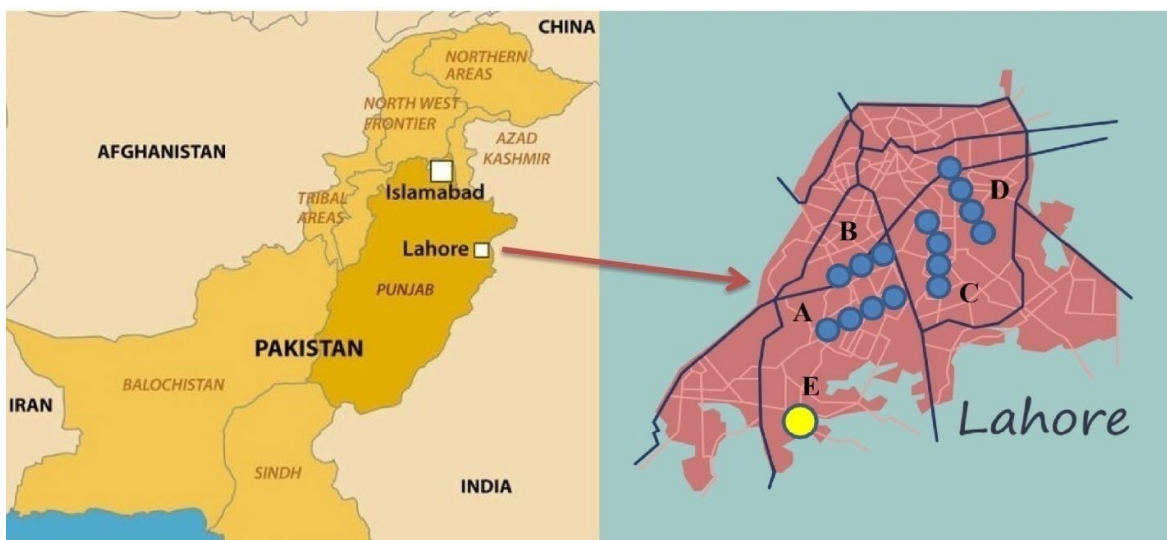 CHINA
NORTHERN
AREAS
NORTH WEST
FRONTIER
AZAD
KASHMIR
AFGHANISTAN
Islamabad
TRIBAL
AREAS
Lahore
PUNJAB
PAKISTAN
BALOCHISTAN
IRAN
SINDH
INDIA
D
B
C
A
E
Lahore